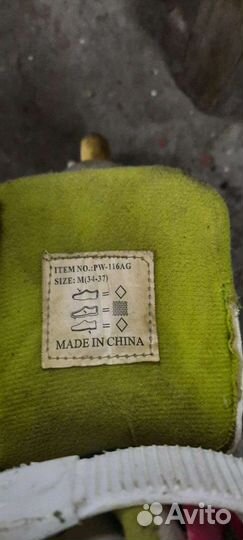 ITEM NO.:PW-116AG
SIZE: M(34-37)
MADE IN CHINA
Avito